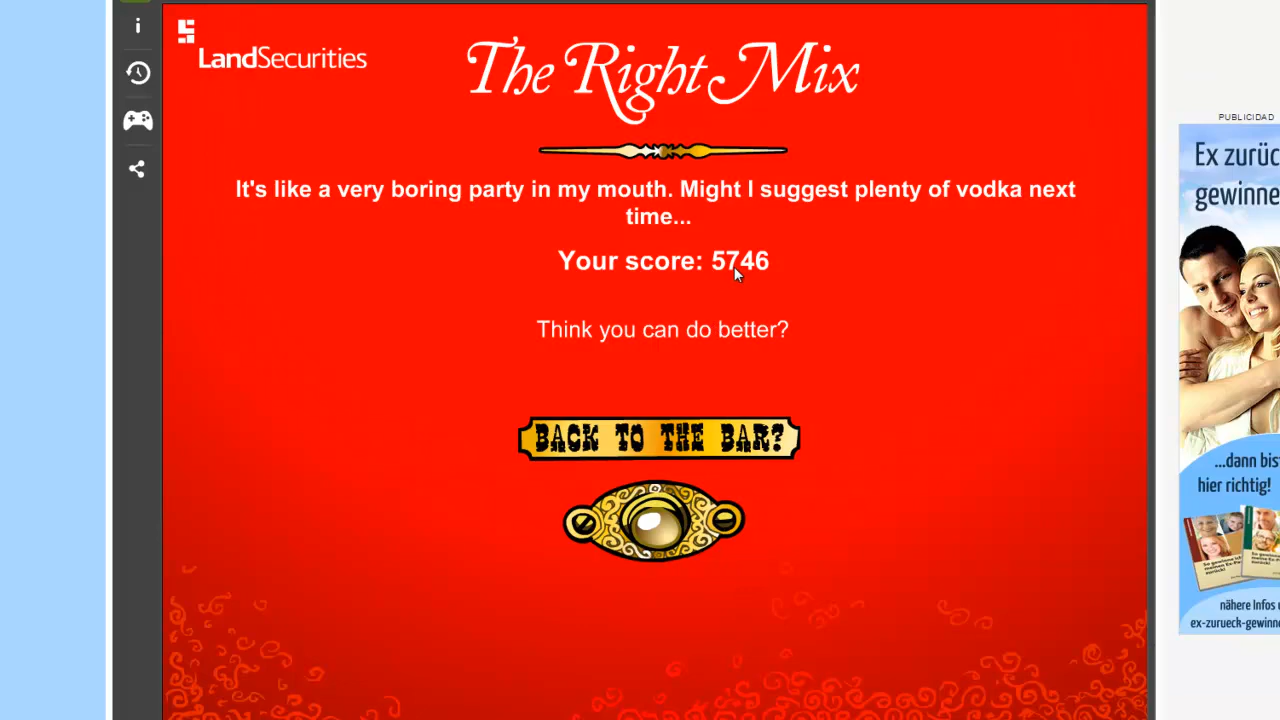 LandSecurities
The Right Mix
It's like a very boring party in my mouth. Might I suggest plenty of vodka next
time...
Your score: 5746
Think you can do better?
BACK TO THE BAR?
PUBLICIDAD
Ex zurüc
gewinne
...dann bis
hier richtig!
nähere Infos
ex-zurueck-gewinne